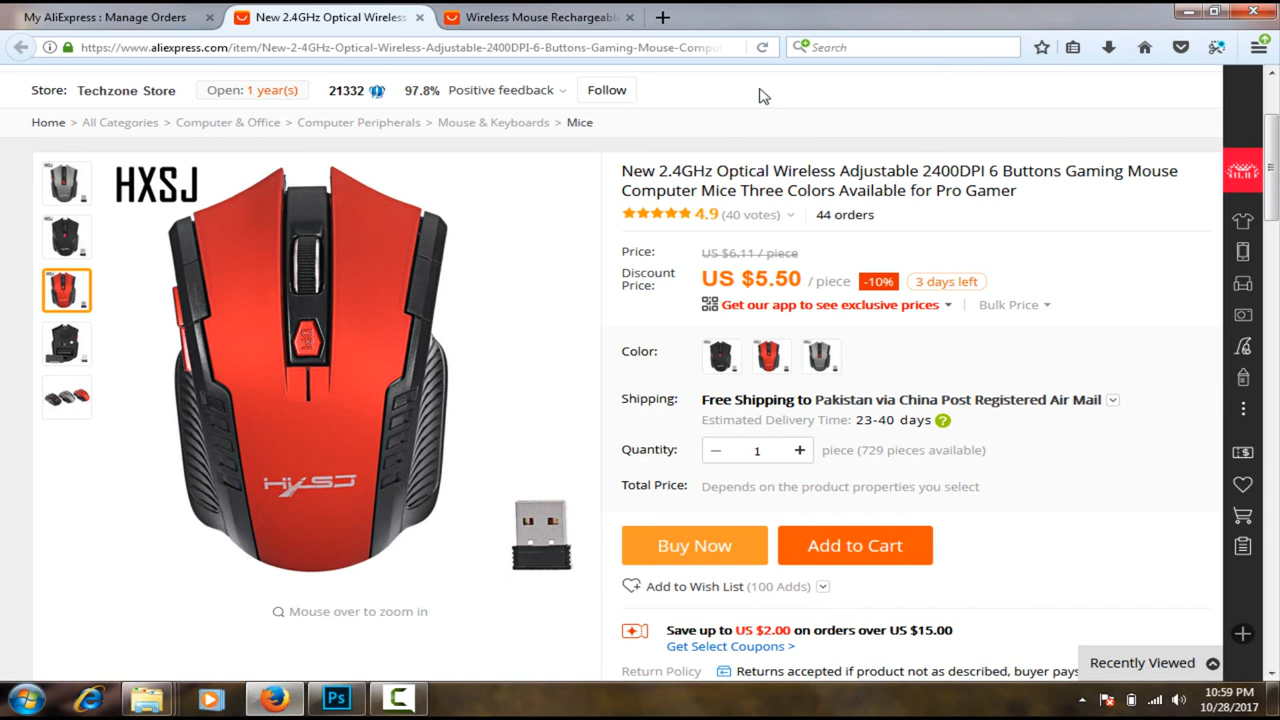 My AliExpress : Manage Orders
New 2.4GHz Optical Wireless
Wireless Mouse Rechargeabl
https://www.aliexpress.com/item/New-2-4GHz-Optical-Wireless-Adjustable-2400DPI-6-Buttons-Gaming-Mouse-Compu
Search
Store: Techzone Store Open: 1 year(s) 21332 97.8% Positive feedback Follow
Home > All Categories > Computer & Office > Computer Peripherals > Mouse & Keyboards > Mice
HXSJ
HXSJ
New 2.4GHz Optical Wireless Adjustable 2400DPI 6 Buttons Gaming Mouse
Computer Mice Three Colors Available for Pro Gamer
4.9 (40 votes) 44 orders
Price: US $6.11 / piece
Discount Price: US $5.50 / piece -10% 3 days left
Get our app to see exclusive prices Bulk Price
Color:
Shipping: Free Shipping to Pakistan via China Post Registered Air Mail
Estimated Delivery Time: 23-40 days ?
Quantity: − 1 + piece (729 pieces available)
Total Price: Depends on the product properties you select
Buy Now Add to Cart
Add to Wish List (100 Adds)
Mouse over to zoom in
Save up to US $2.00 on orders over US $15.00
Get Select Coupons >
Return Policy Returns accepted if product not as described, buyer pays
11.11
Recently Viewed
Ps
10:59 PM
10/28/2017